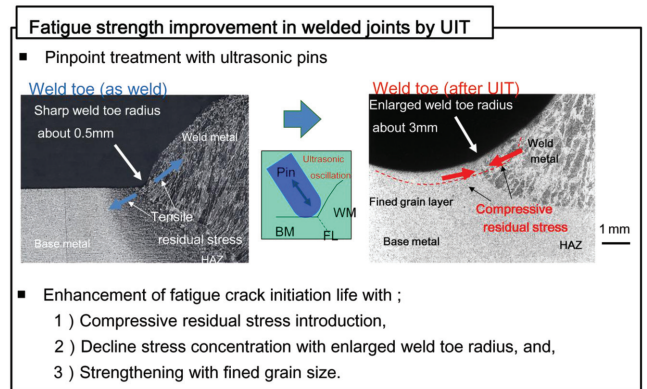 Fatigue strength improvement in welded joints by UIT
■ Pinpoint treatment with ultrasonic pins
Weld toe (as weld)
Sharp weld toe radius
about 0.5mm
Weld metal
Tensile
residual stress
Base metal
HAZ
Ultrasonic
oscillation
Pin
WM
BM
FL
Weld toe (after UIT)
Enlarged weld toe radius
about 3mm
Weld
metal
Fined grain layer
Compressive
residual stress
Base metal
HAZ
1 mm
■ Enhancement of fatigue crack initiation life with ;
1 ) Compressive residual stress introduction,
2 ) Decline stress concentration with enlarged weld toe radius, and,
3 ) Strengthening with fined grain size.